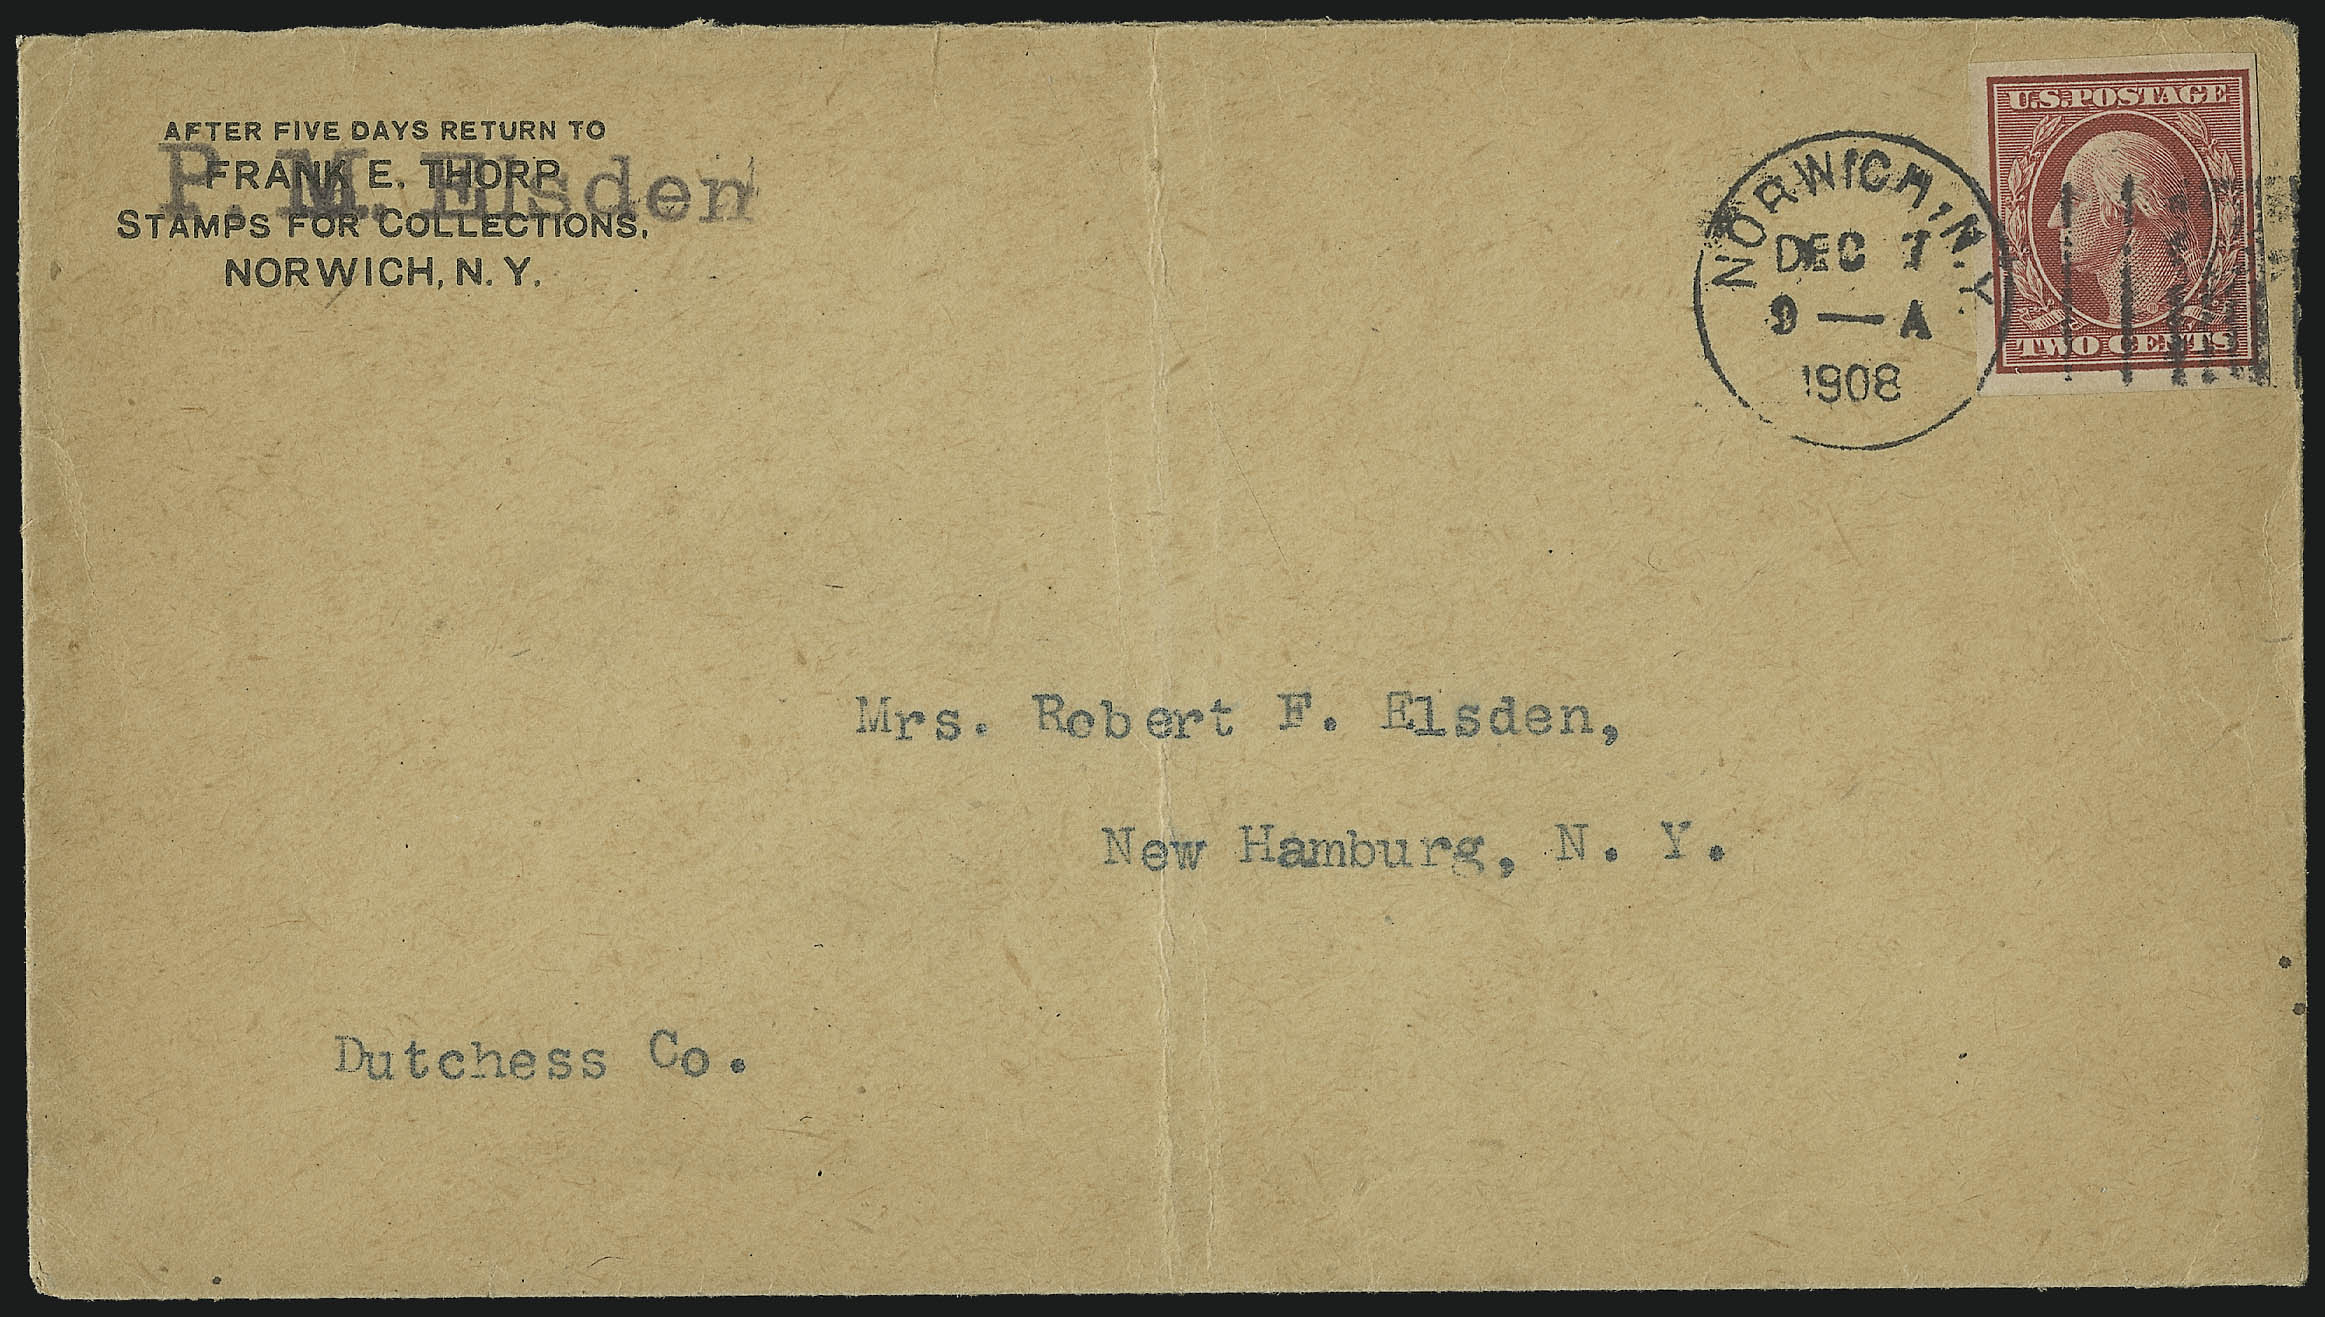 AFTER FIVE DAYS RETURN TO
FRANK E. THORP
P. M. Elsden
STAMPS FOR COLLECTIONS,
NORWICH, N. Y.
NORWICH, N.Y.
DEC 7
9 — A
1908
U.S. POSTAGE
TWO CENTS
Mrs. Robert F. Elsden,
New Hamburg, N. Y.
Dutchess Co.